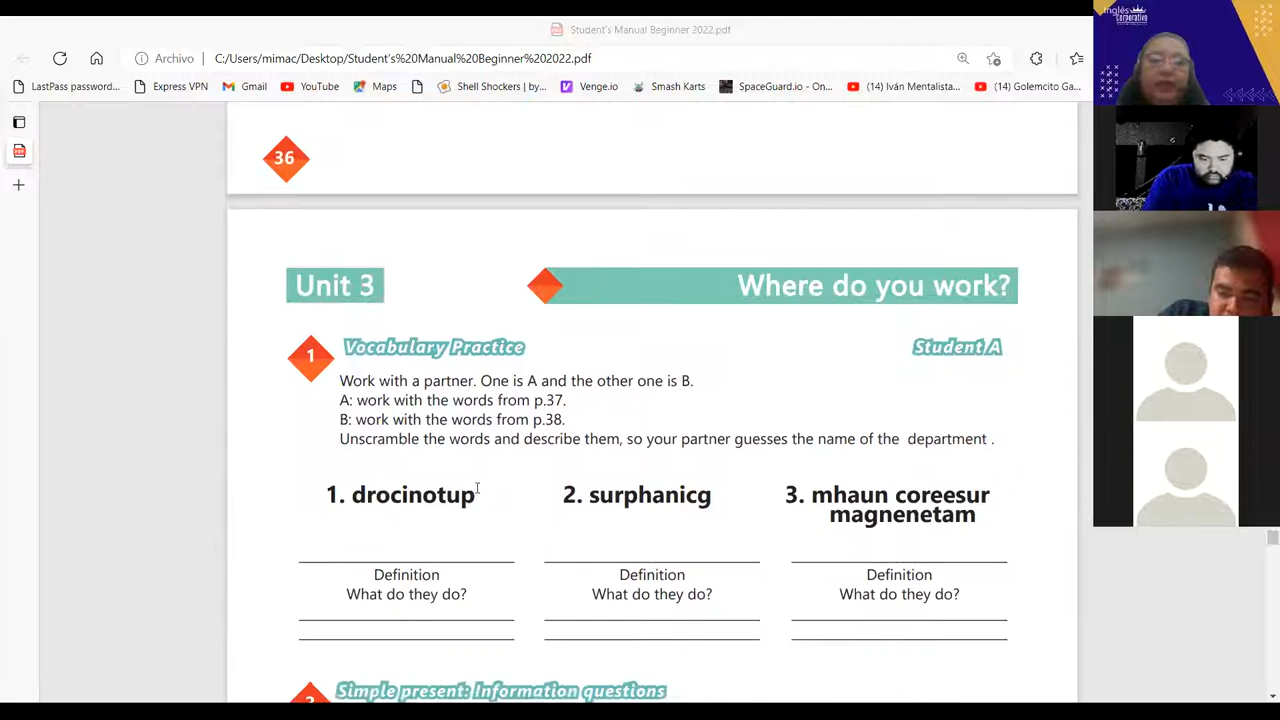 Student's Manual Beginner 2022.pdf
Archivo C:/Users/mimac/Desktop/Student's%20Manual%20Beginner%202022.pdf
LastPass password... Express VPN Gmail YouTube Maps Shell Shockers | by... Venge.io Smash Karts SpaceGuard.io - On... (14) Iván Mentalista... (14) Golemcito Ga...
Inglés
Corporativo
36
Unit 3 Where do you work?
1 Vocabulary Practice Student A
Work with a partner. One is A and the other one is B.
A: work with the words from p.37.
B: work with the words from p.38.
Unscramble the words and describe them, so your partner guesses the name of the department .
1. drocinotup 2. surphanicg 3. mhaun coreesur
magnenetam
Definition Definition Definition
What do they do? What do they do? What do they do?
Simple present: Information questions